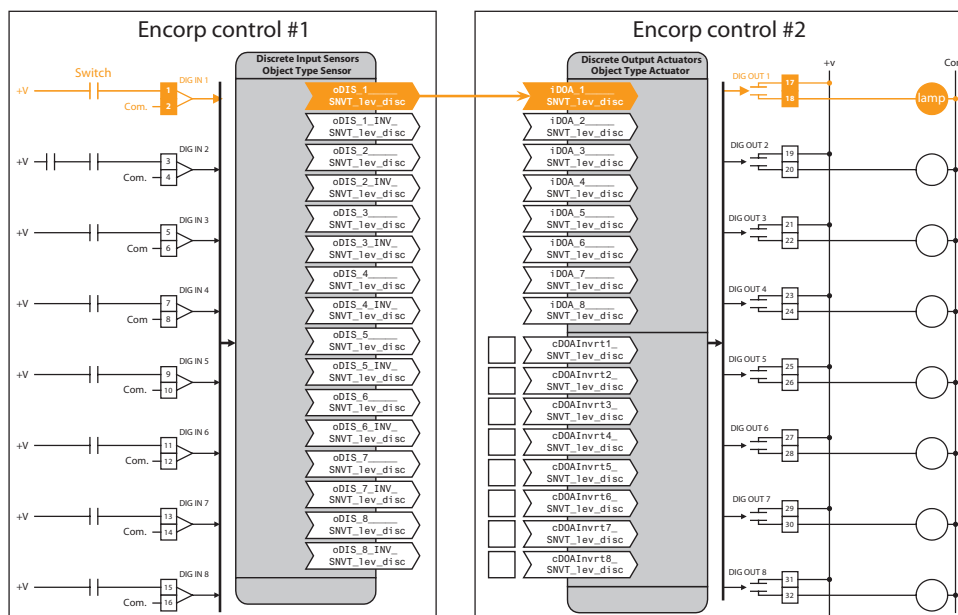 Encorp control #1
Switch
DIG IN 1
+V
1
Com.
2
DIG IN 2
+V
3
Com.
4
DIG IN 3
+V
5
Com
6
DIG IN 4
+V
7
Com
8
DIG IN 5
+V
9
Com.
10
DIG IN 6
+V
11
Com.
12
DIG IN 7
+V
13
Com.
14
DIG IN 8
+V
15
Com.
16
Discrete Input Sensors
Object Type Sensor
oDIS_1_____
SNVT_lev_disc
oDIS_1_INV_
SNVT_lev_disc
oDIS_2_____
SNVT_lev_disc
oDIS_2_INV_
SNVT_lev_disc
oDIS_3_____
SNVT_lev_disc
oDIS_3_INV_
SNVT_lev_disc
oDIS_4_____
SNVT_lev_disc
oDIS_4_INV_
SNVT_lev_disc
oDIS_5_____
SNVT_lev_disc
oDIS_5_INV_
SNVT_lev_disc
oDIS_6_____
SNVT_lev_disc
oDIS_6_INV_
SNVT_lev_disc
oDIS_7_____
SNVT_lev_disc
oDIS_7_INV_
SNVT_lev_disc
oDIS_8_____
SNVT_lev_disc
oDIS_8_INV_
SNVT_lev_disc
Encorp control #2
Discrete Output Actuators
Object Type Actuator
iDOA_1_____
SNVT_lev_disc
iDOA_2_____
SNVT_lev_disc
iDOA_3_____
SNVT_lev_disc
iDOA_4_____
SNVT_lev_disc
iDOA_5_____
SNVT_lev_disc
iDOA_6_____
SNVT_lev_disc
iDOA_7_____
SNVT_lev_disc
iDOA_8_____
SNVT_lev_disc
cDOAInvrt1_
SNVT_lev_disc
cDOAInvrt2_
SNVT_lev_disc
cDOAInvrt3_
SNVT_lev_disc
cDOAInvrt4_
SNVT_lev_disc
cDOAInvrt5_
SNVT_lev_disc
cDOAInvrt6_
SNVT_lev_disc
cDOAInvrt7_
SNVT_lev_disc
cDOAInvrt8_
SNVT_lev_disc
+v
Com
DIG OUT 1
17
18
lamp
DIG OUT 2
19
20
DIG OUT 3
21
22
DIG OUT 4
23
24
DIG OUT 5
25
26
DIG OUT 6
27
28
DIG OUT 7
29
30
DIG OUT 8
31
32